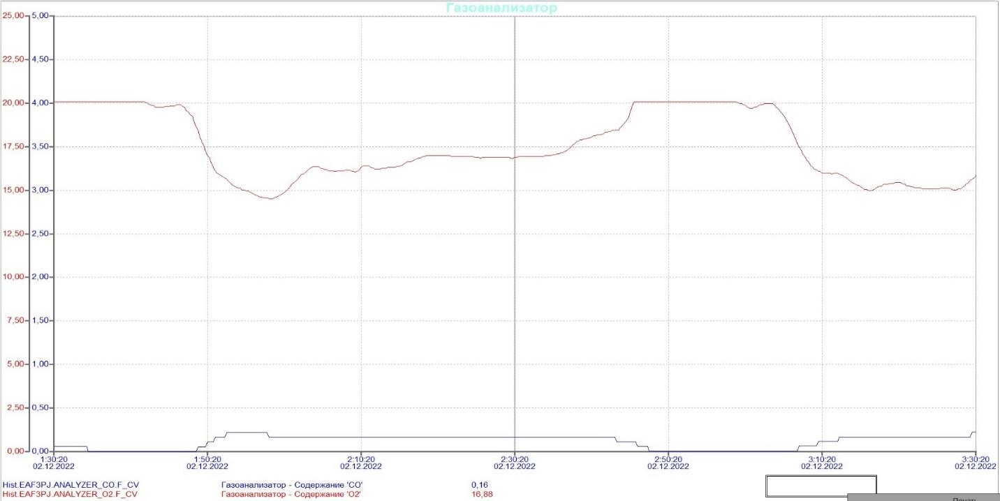 Газоанализатор
25,00 5,00
22,50 4,50
20,00 4,00
17,50 3,50
15,00 3,00
12,50 2,50
10,00 2,00
7,50 1,50
5,00 1,00
2,50 0,50
0,00 0,00
1:30:20 1:50:20 2:10:20 2:30:20 2:50:20 3:10:20 3:30:20
02.12.2022 02.12.2022 02.12.2022 02.12.2022 02.12.2022 02.12.2022 02.12.2022
Hist.EAF3PJ.ANALYZER_CO.F_CV Газоанализатор - Содержание 'CO' 0,16
Hist.EAF3PJ.ANALYZER_O2.F_CV Газоанализатор - Содержание 'O2' 16,88